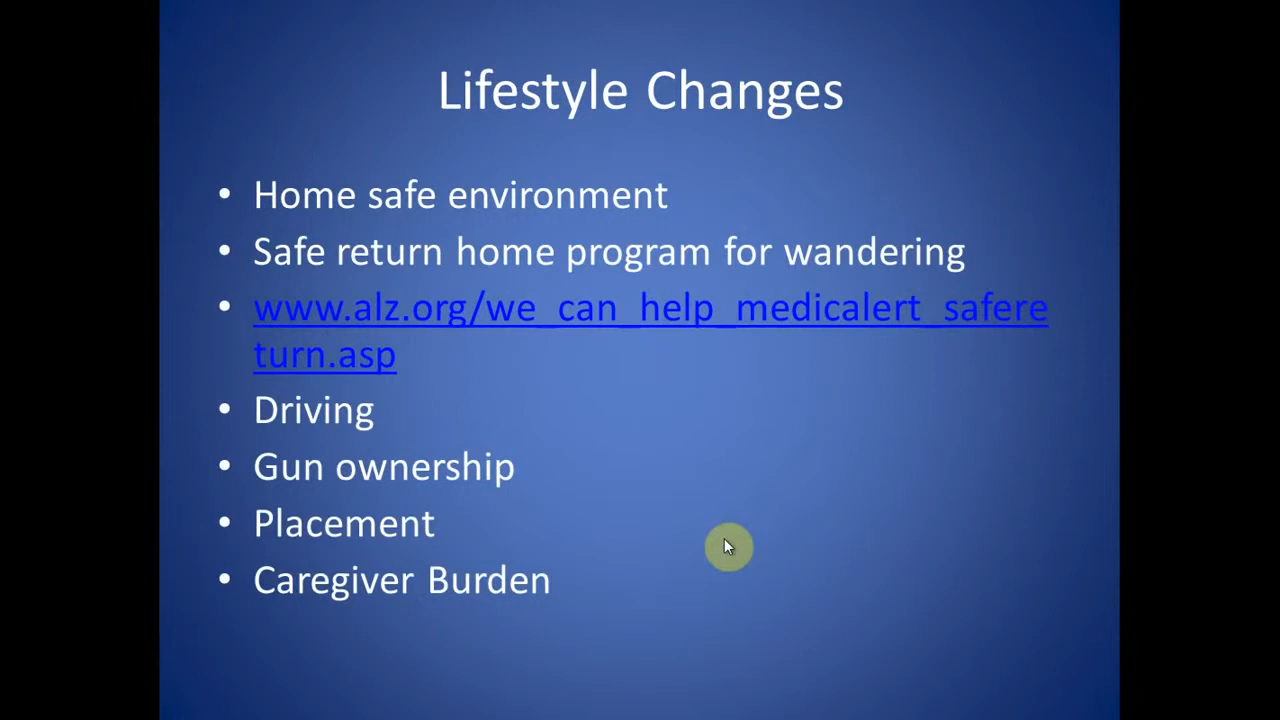 Lifestyle Changes
• Home safe environment
• Safe return home program for wandering
• www.alz.org/we_can_help_medicalert_safere
turn.asp
• Driving
• Gun ownership
• Placement
• Caregiver Burden